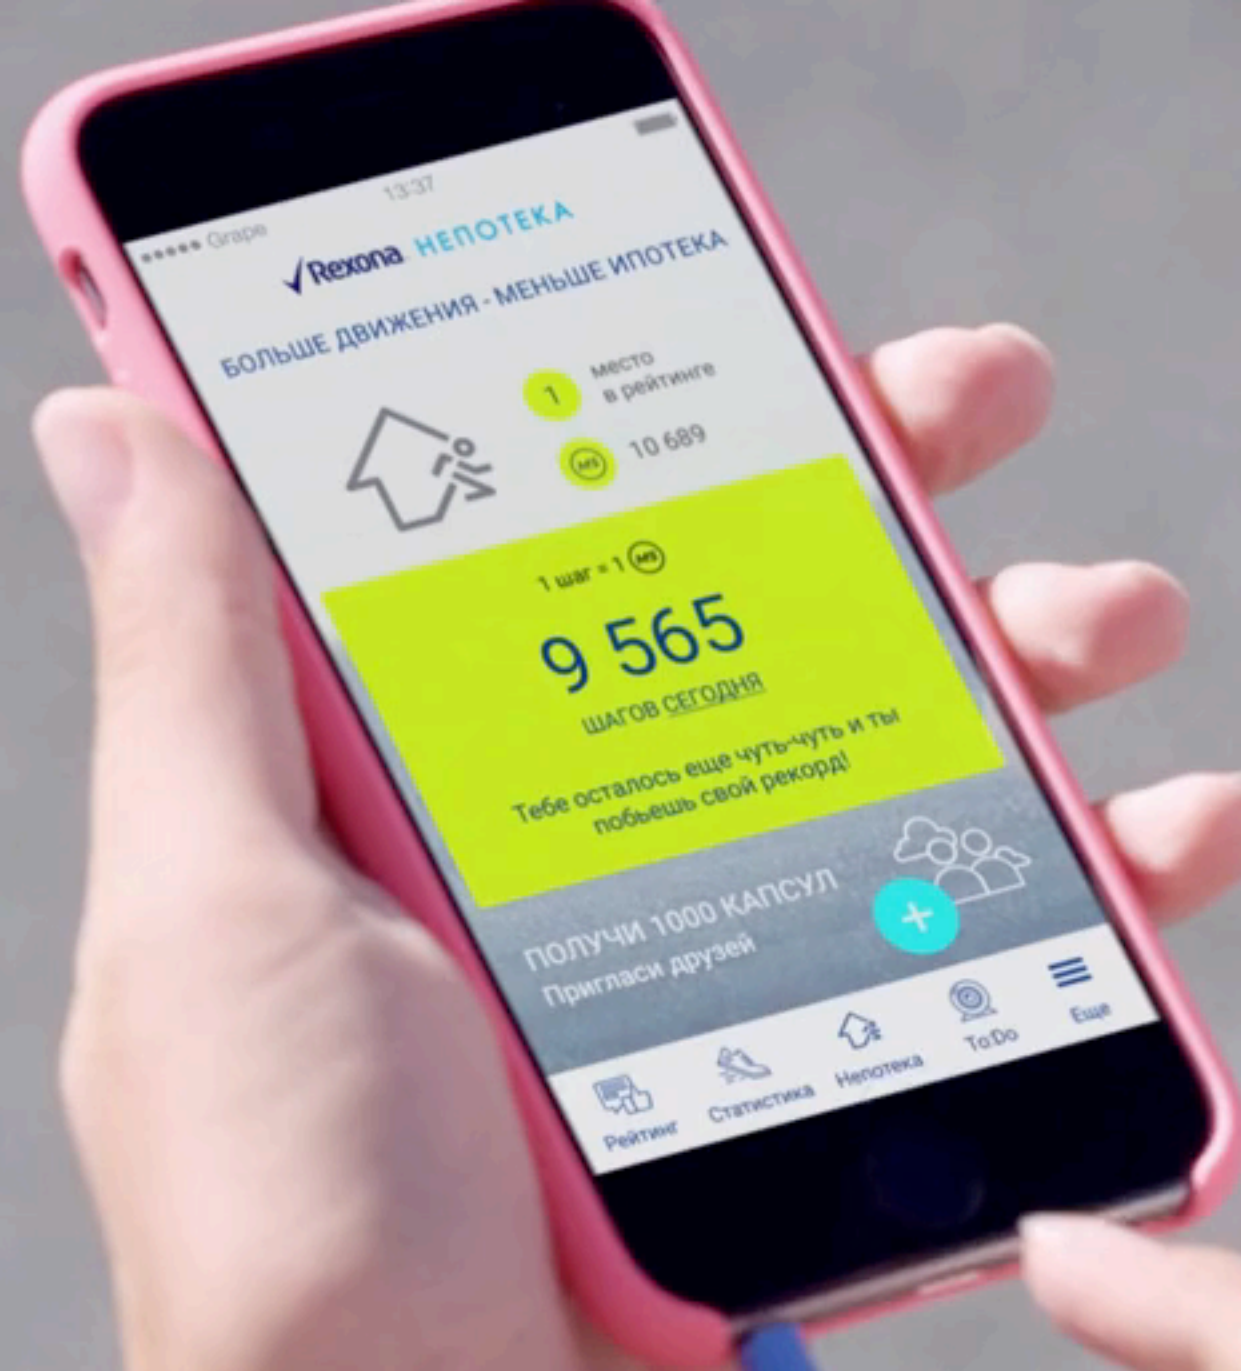 Grape
13:37
Rexona НЕПОТЕКА
БОЛЬШЕ ДВИЖЕНИЯ - МЕНЬШЕ ИПОТЕКА
1
место
в рейтинге
MS 10 689
1 шаг = 1 MS
9 565
ШАГОВ СЕГОДНЯ
Тебе осталось еще чуть-чуть и ты
побьешь свой рекорд!
ПОЛУЧИ 1000 КАПСУЛ
Пригласи друзей
+
Рейтинг
Статистика
Непотека
To:Do
Еще